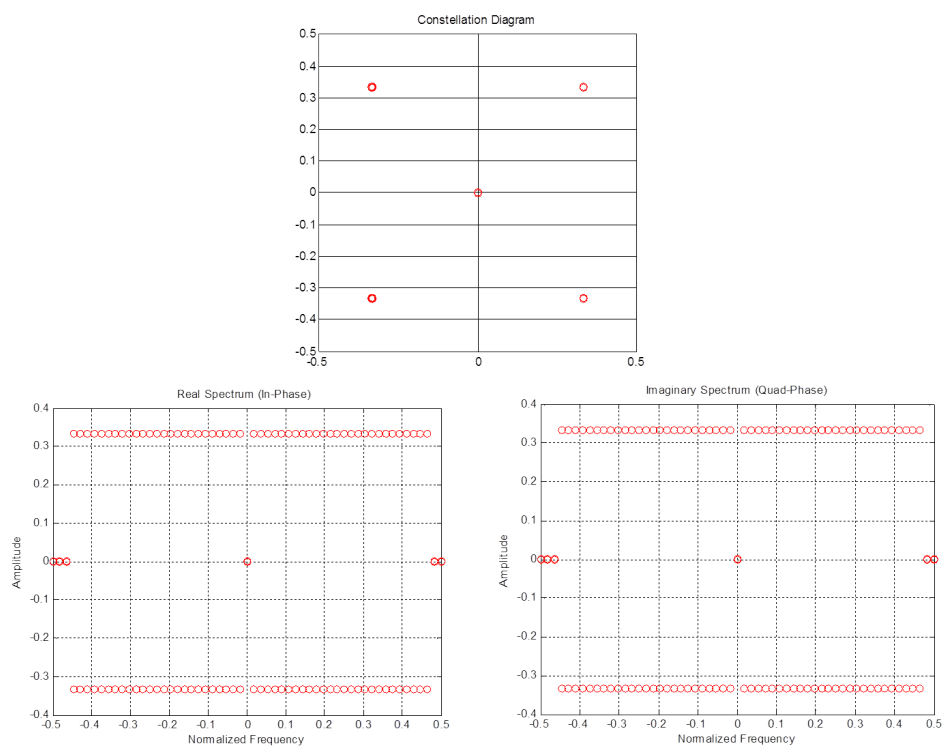 Constellation Diagram
0.5
0.4
0.3
0.2
0.1
0
-0.1
-0.2
-0.3
-0.4
-0.5
-0.5 0 0.5
Real Spectrum (In-Phase)
0.4
0.3
0.2
0.1
0
-0.1
-0.2
-0.3
-0.4
Amplitude
-0.5 -0.4 -0.3 -0.2 -0.1 0 0.1 0.2 0.3 0.4 0.5
Normalized Frequency
Imaginary Spectrum (Quad-Phase)
0.4
0.3
0.2
0.1
0
-0.1
-0.2
-0.3
-0.4
Amplitude
-0.5 -0.4 -0.3 -0.2 -0.1 0 0.1 0.2 0.3 0.4 0.5
Normalized Frequency